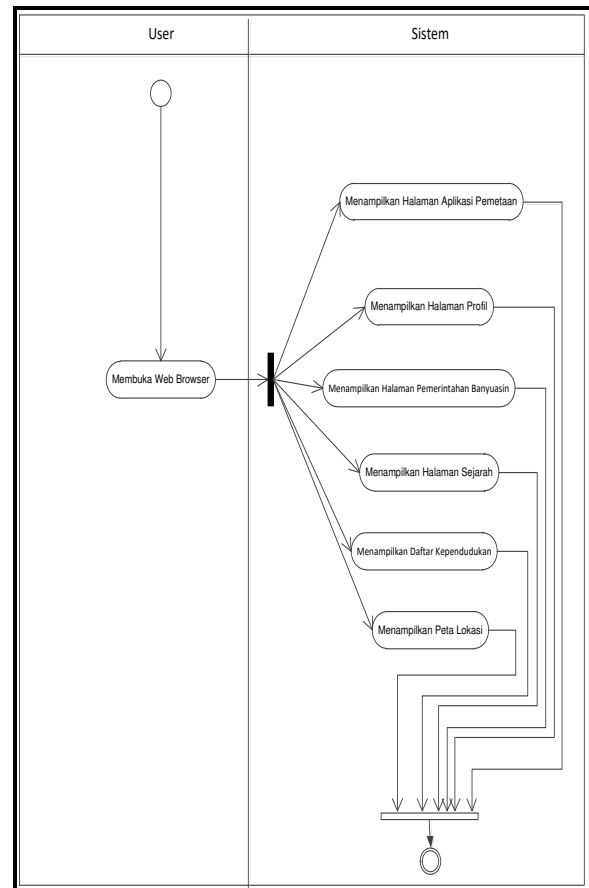 User
Sistem
Menampilkan Halaman Aplikasi Pemetaan
Menampilkan Halaman Profil
Membuka Web Browser
Menampilkan Halaman Pemerintahan Banyuasin
Menampilkan Halaman Sejarah
Menampilkan Daftar Kependudukan
Menampilkan Peta Lokasi